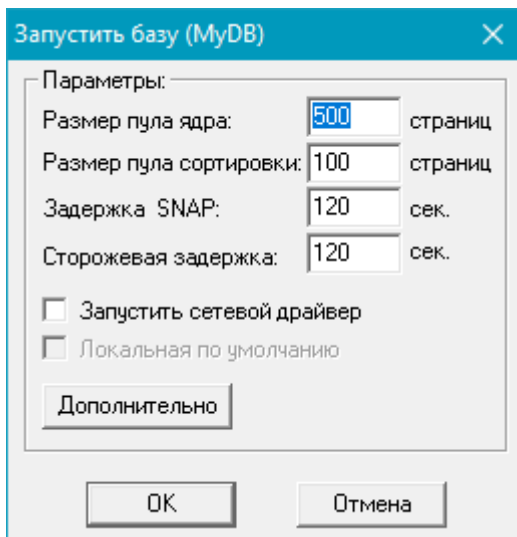 Запустить базу (MyDB)
Параметры:
Размер пула ядра: 500 страниц
Размер пула сортировки: 100 страниц
Задержка SNAP: 120 сек.
Сторожевая задержка: 120 сек.
Запустить сетевой драйвер
Локальная по умолчанию
Дополнительно
OK Отмена